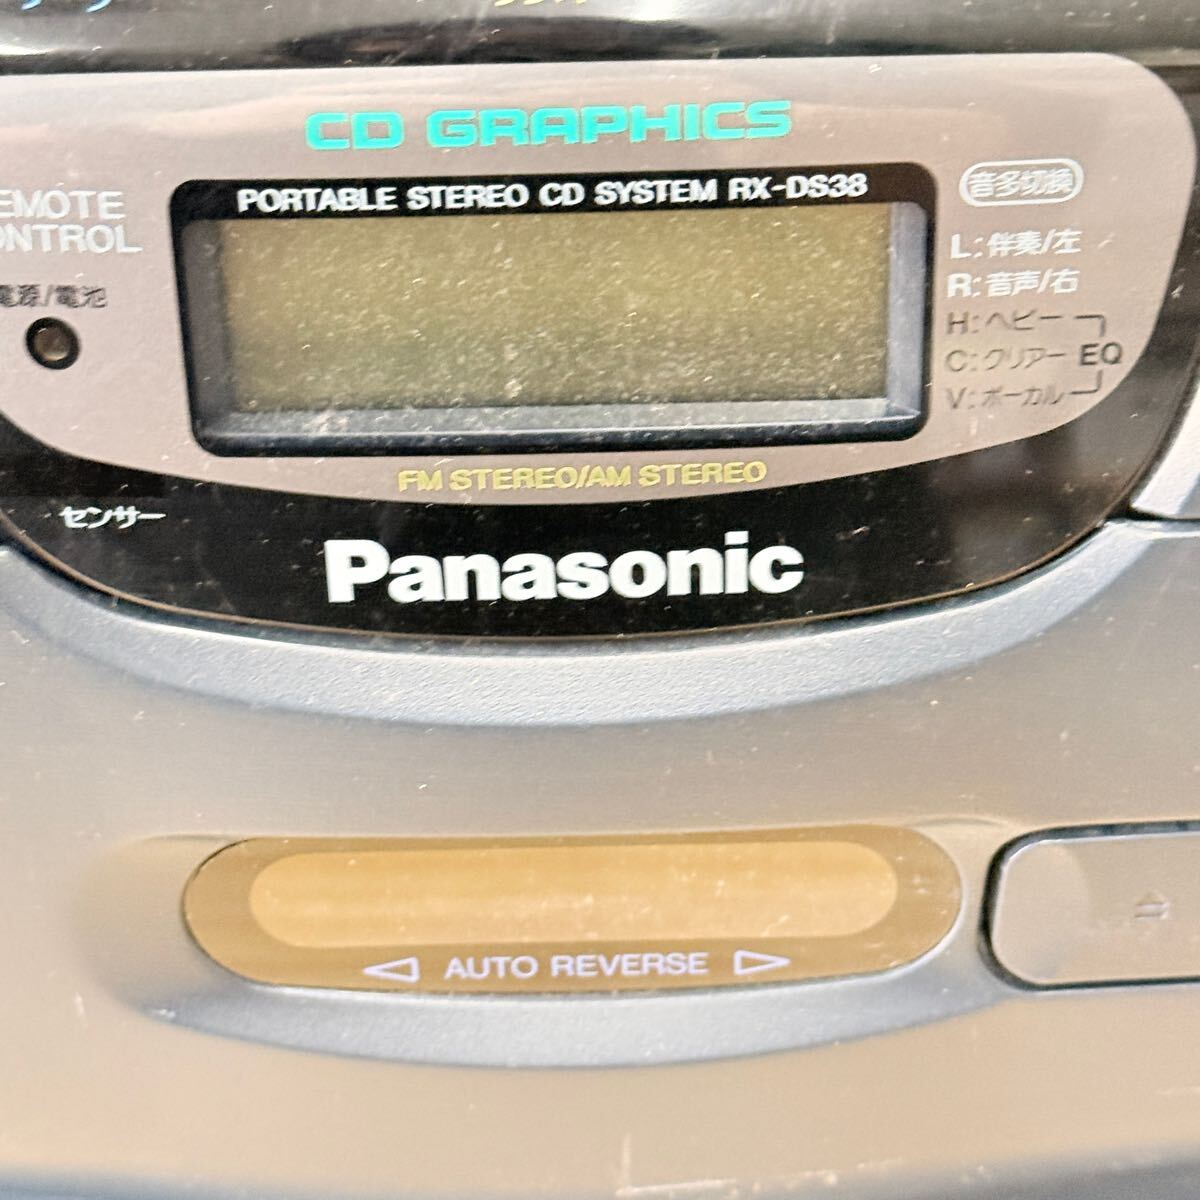 CD GRAPHICS
PORTABLE STEREO CD SYSTEM RX-DS38
EMOTE
ONTROL
電源/電池
音多切換
L:伴奏/左
R:音声/右
H:ヘビー
C:クリアー EQ
V:ボーカル
FM STEREO/AM STEREO
センサー
Panasonic
◁ AUTO REVERSE ▷